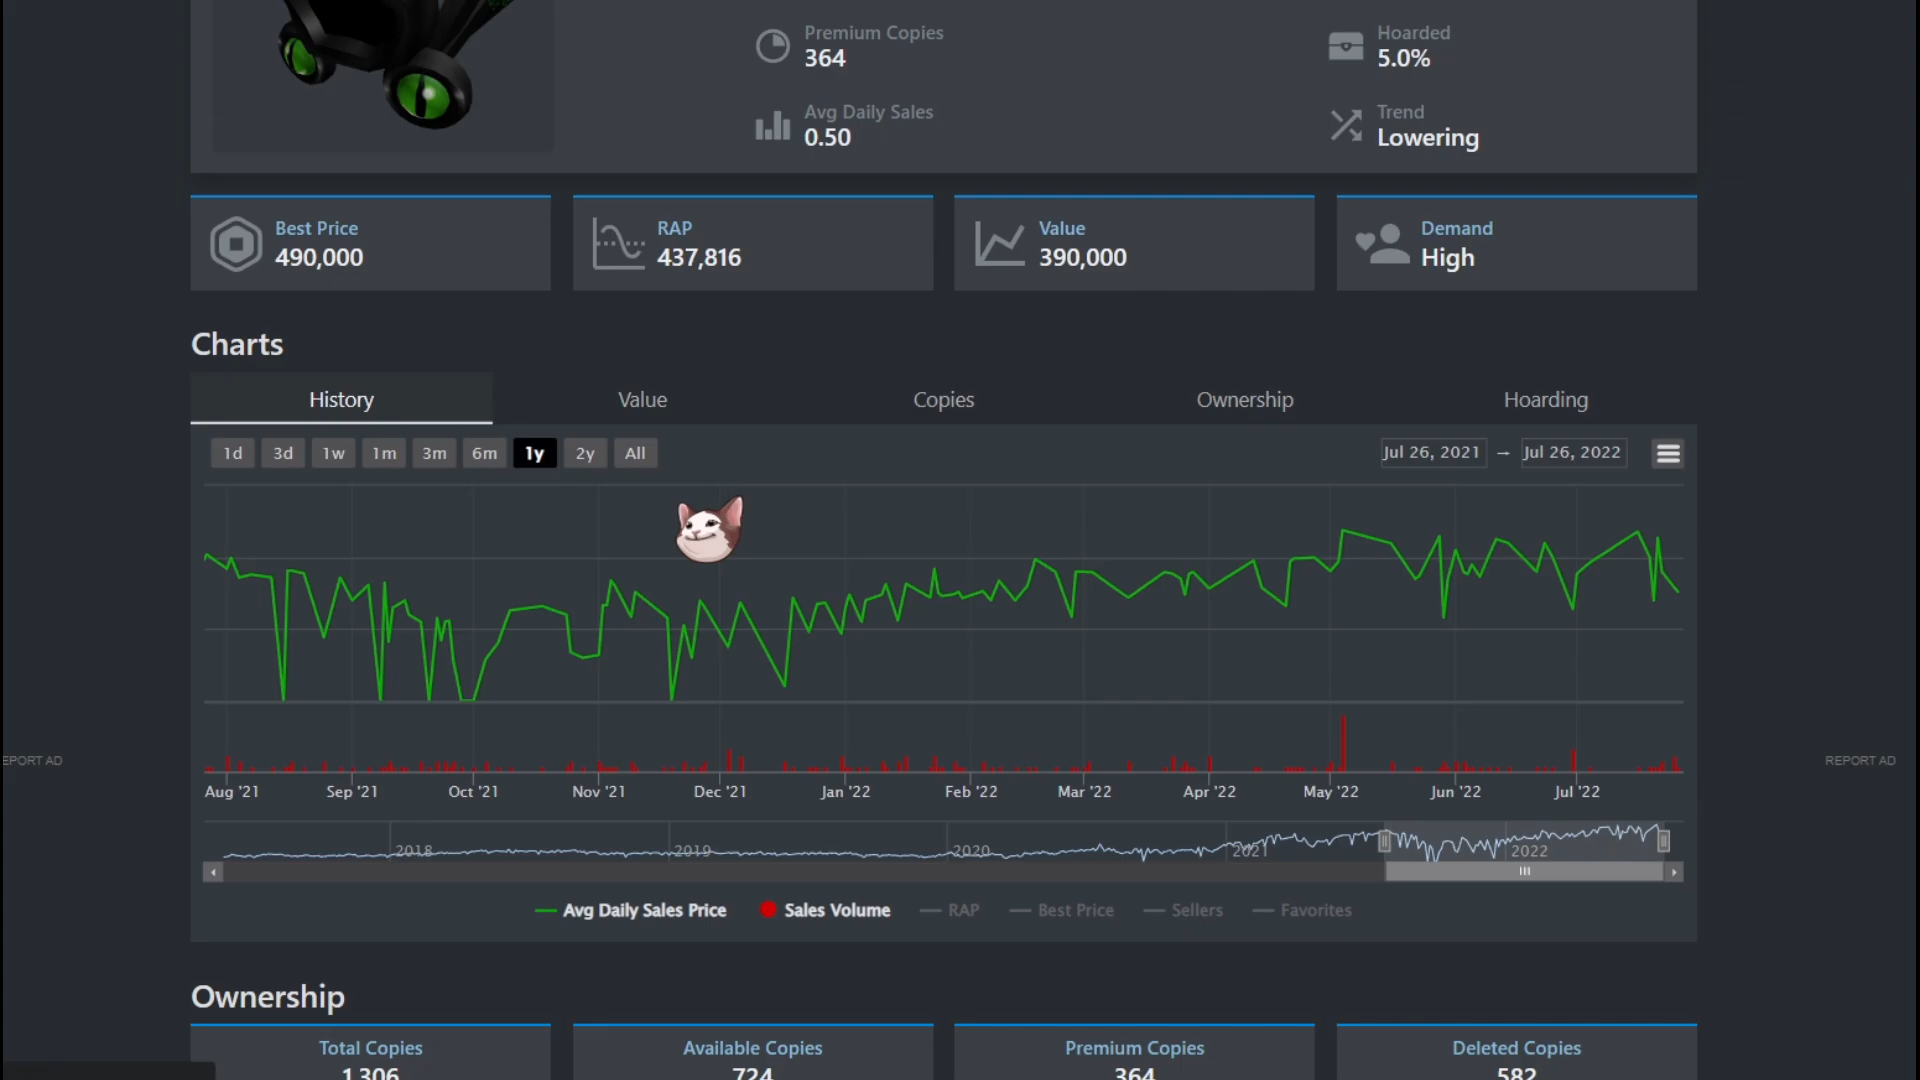 Premium Copies
364
Hoarded
5.0%
Avg Daily Sales
0.50
Trend
Lowering
Best Price
490,000
RAP
437,816
Value
390,000
Demand
High
Charts
History
Value
Copies
Ownership
Hoarding
1d 3d 1w 1m 3m 6m 1y 2y All
Jul 26, 2021 → Jul 26, 2022
EPORT AD
REPORT AD
Aug '21 Sep '21 Oct '21 Nov '21 Dec '21 Jan '22 Feb '22 Mar '22 Apr '22 May '22 Jun '22 Jul '22
2018 2019 2020 2021 2022
Avg Daily Sales Price Sales Volume RAP Best Price Sellers Favorites
Ownership
Total Copies
1,306
Available Copies
724
Premium Copies
364
Deleted Copies
582